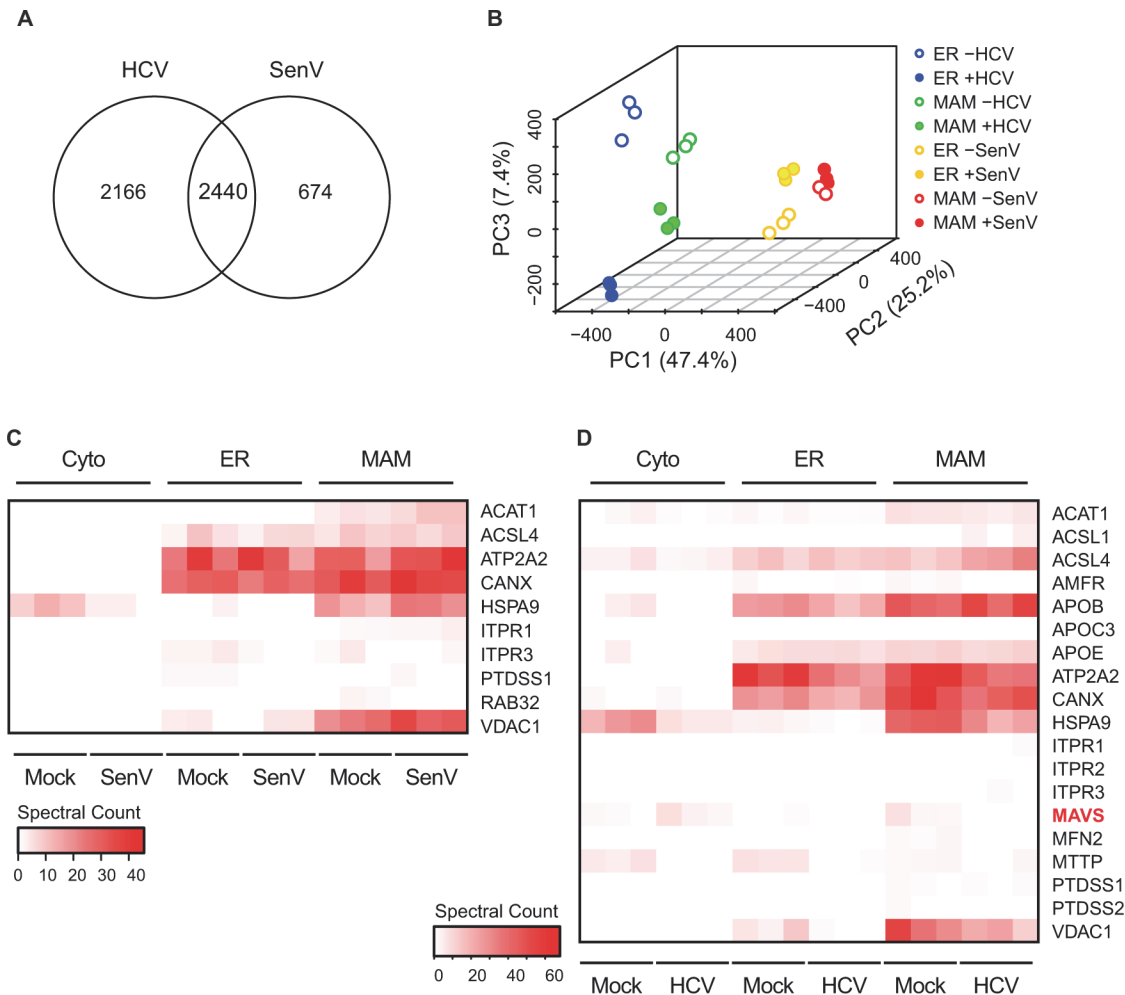 A
HCV SenV
2166 2440 674
B
ER −HCV
ER +HCV
MAM −HCV
MAM +HCV
ER −SenV
ER +SenV
MAM −SenV
MAM +SenV
PC3 (7.4%)
400
200
0
−200
−400 0 400
PC1 (47.4%)
−400
0
400
PC2 (25.2%)
C
Cyto ER MAM
ACAT1
ACSL4
ATP2A2
CANX
HSPA9
ITPR1
ITPR3
PTDSS1
RAB32
VDAC1
Mock SenV Mock SenV Mock SenV
Spectral Count
0 10 20 30 40
D
Cyto ER MAM
ACAT1
ACSL1
ACSL4
AMFR
APOB
APOC3
APOE
ATP2A2
CANX
HSPA9
ITPR1
ITPR2
ITPR3
MAVS
MFN2
MTTP
PTDSS1
PTDSS2
VDAC1
Mock HCV Mock HCV Mock HCV
Spectral Count
0 20 40 60